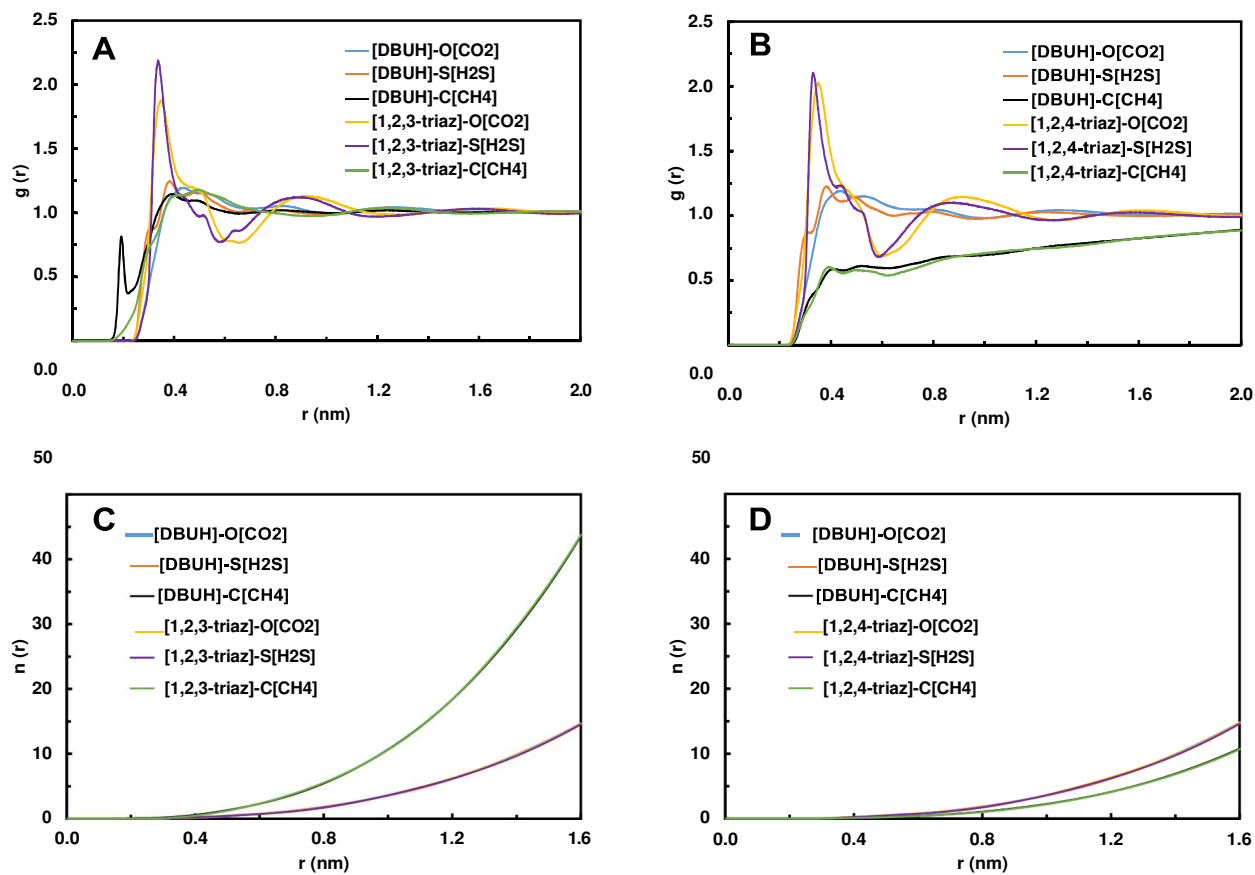 2.5
2.0
1.5
1.0
0.5
0.0
g (r)
A
[DBUH]-O[CO2]
[DBUH]-S[H2S]
[DBUH]-C[CH4]
[1,2,3-triaz]-O[CO2]
[1,2,3-triaz]-S[H2S]
[1,2,3-triaz]-C[CH4]
0.0 0.4 0.8 1.2 1.6 2.0
r (nm)
2.5
2.0
1.5
1.0
0.5
0.0
g (r)
B
[DBUH]-O[CO2]
[DBUH]-S[H2S]
[DBUH]-C[CH4]
[1,2,4-triaz]-O[CO2]
[1,2,4-triaz]-S[H2S]
[1,2,4-triaz]-C[CH4]
0.0 0.4 0.8 1.2 1.6 2.0
r (nm)
50
40
30
20
10
0
n (r)
C
[DBUH]-O[CO2]
[DBUH]-S[H2S]
[DBUH]-C[CH4]
[1,2,3-triaz]-O[CO2]
[1,2,3-triaz]-S[H2S]
[1,2,3-triaz]-C[CH4]
0.0 0.4 0.8 1.2 1.6
r (nm)
50
40
30
20
10
0
n (r)
D
[DBUH]-O[CO2]
[DBUH]-S[H2S]
[DBUH]-C[CH4]
[1,2,4-triaz]-O[CO2]
[1,2,4-triaz]-S[H2S]
[1,2,4-triaz]-C[CH4]
0.0 0.4 0.8 1.2 1.6
r (nm)